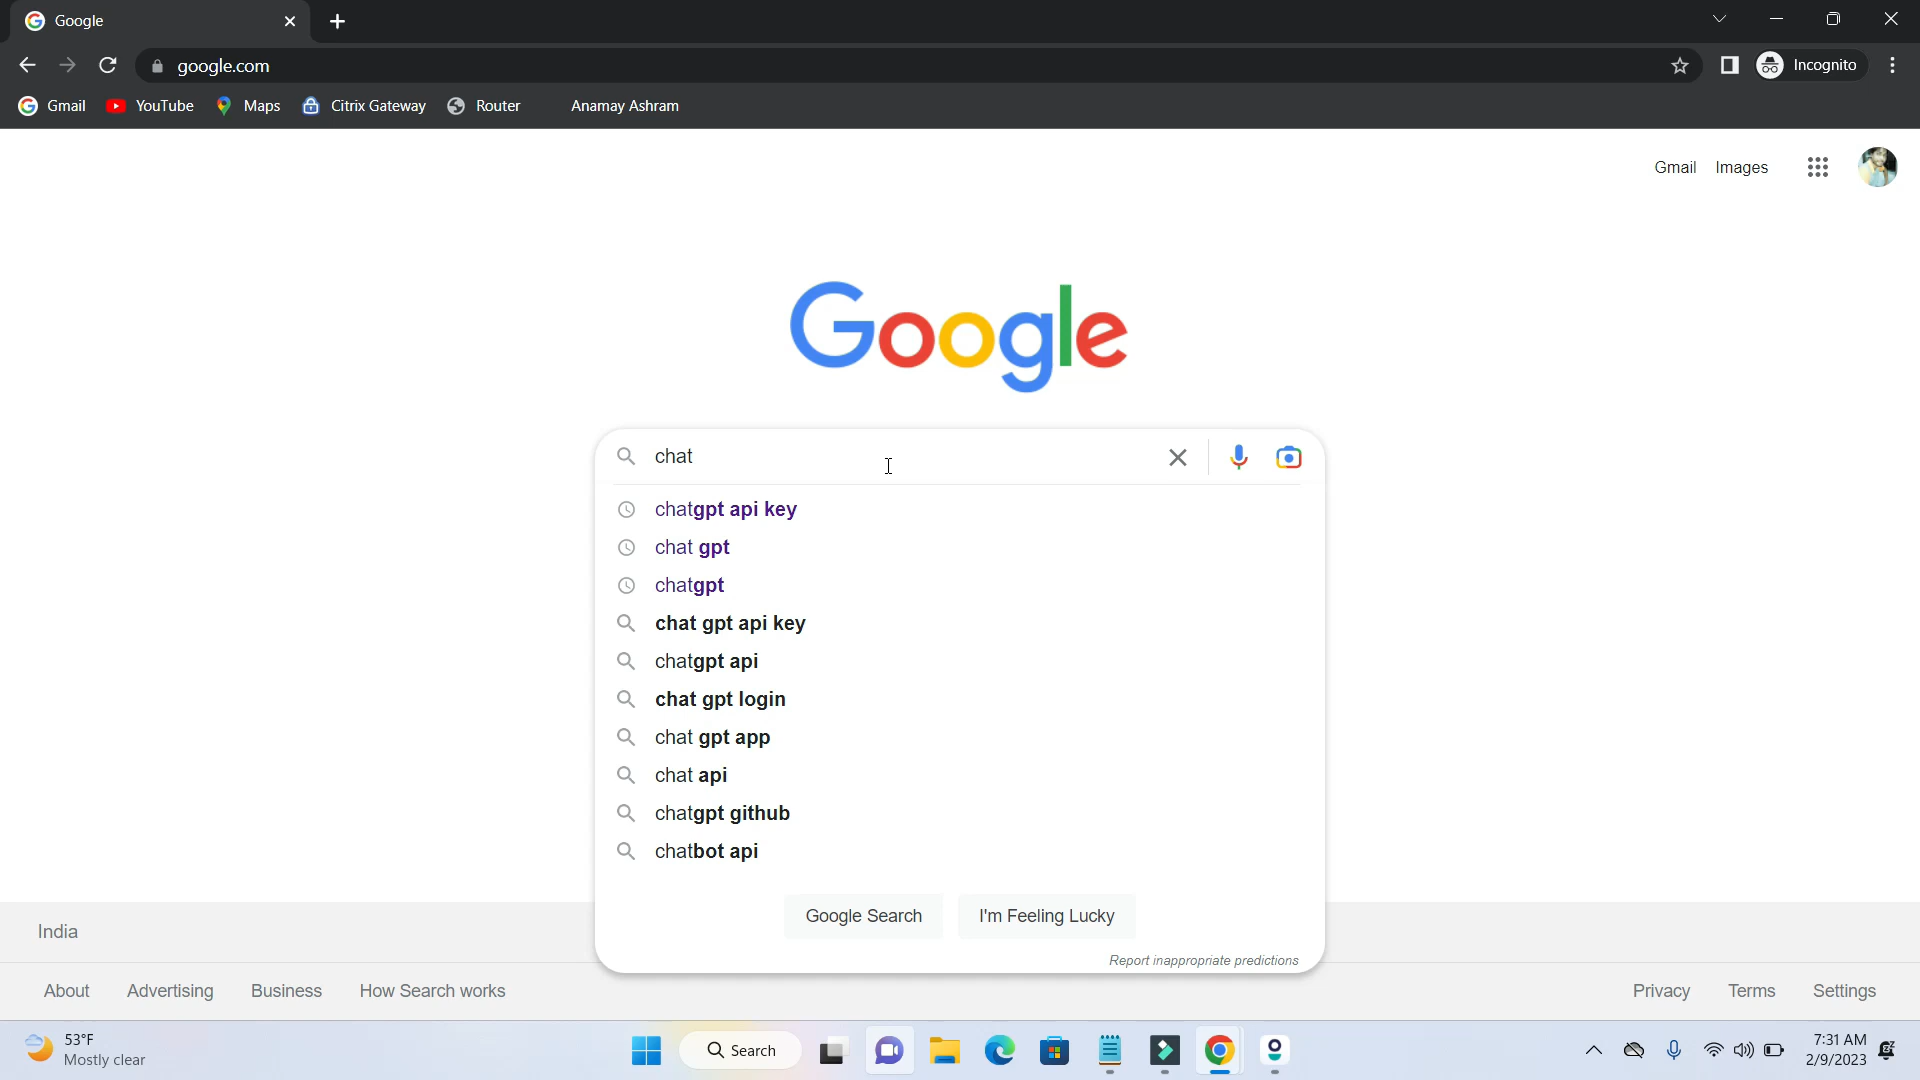 Google
google.com
Incognito
Gmail YouTube Maps Citrix Gateway Router Anamay Ashram
Gmail Images
Google
chat
chatgpt api key
chat gpt
chatgpt
chat gpt api key
chatgpt api
chat gpt login
chat gpt app
chat api
chatgpt github
chatbot api
Google Search I'm Feeling Lucky
Report inappropriate predictions
India
About Advertising Business How Search works Privacy Terms Settings
53°F
Mostly clear
Search
7:31 AM
2/9/2023